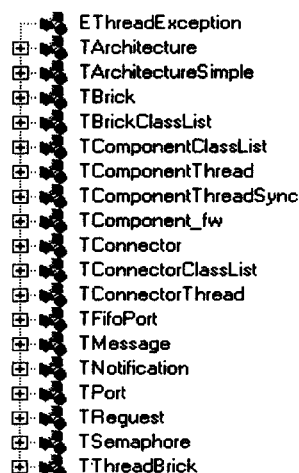 EThreadException
TArchitecture
TArchitectureSimple
TBrick
TBrickClassList
TComponentClassList
TComponentThread
TComponentThreadSync
TComponent_fw
TConnector
TConnectorClassList
TConnectorThread
TFifoPort
TMessage
TNotification
TPort
TRequest
TSemaphore
TThreadBrick